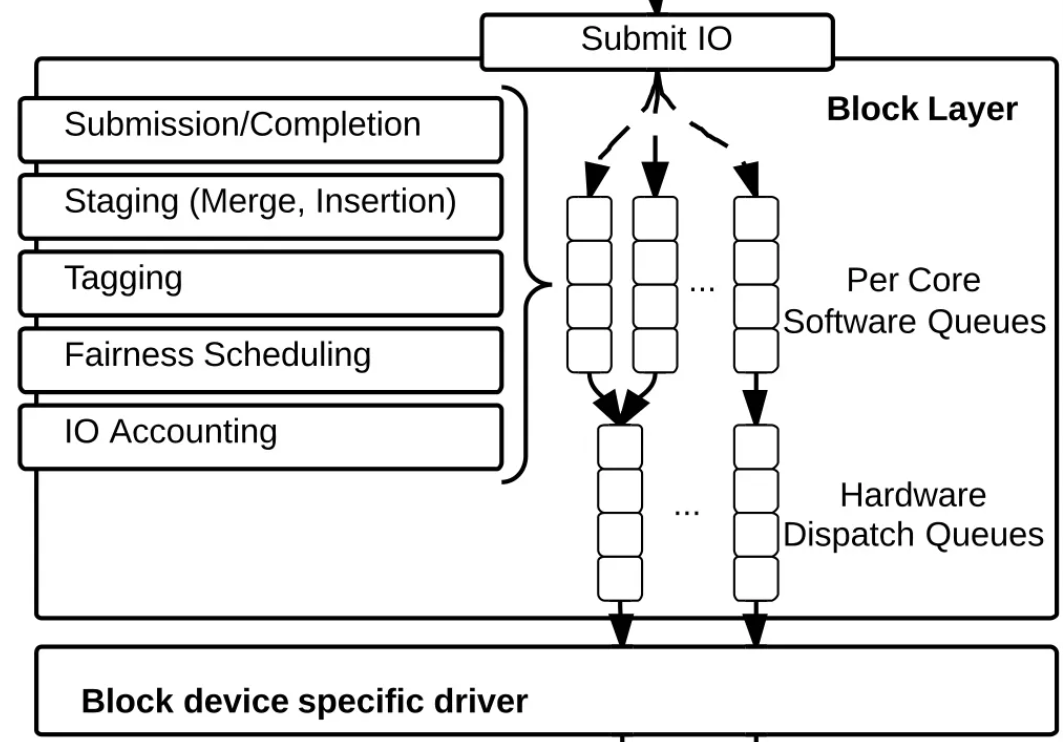 Submit IO
Block Layer
Submission/Completion
Staging (Merge, Insertion)
Tagging
Fairness Scheduling
IO Accounting
...
Per Core
Software Queues
...
Hardware
Dispatch Queues
Block device specific driver